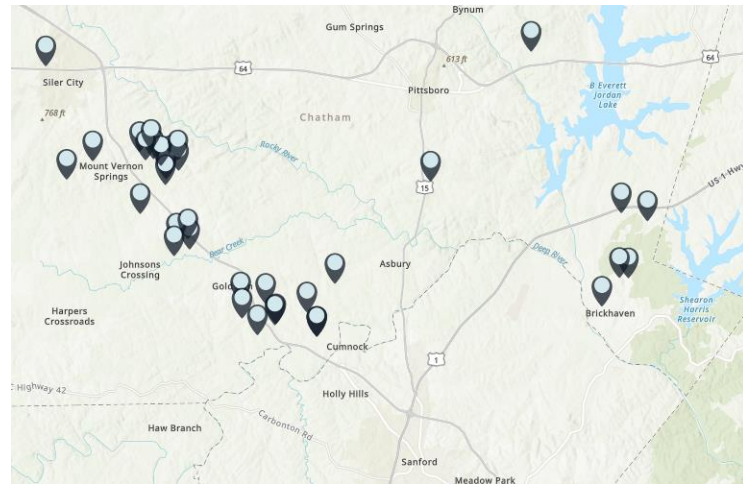 Bynum
Gum Springs
64
613 ft
64
Siler City
Pittsboro
B Everett
Jordan
Lake
768 ft
Chatham
Rocky River
Mount Vernon
Springs
15
US-1-Hwy
Deep River
Bear Creek
Johnsons
Crossing
Asbury
Harpers
Crossroads
Shearon
Harris
Reservoir
Brickhaven
Cumnock
1
C Highway 42
Holly Hills
Haw Branch
Carbonton Rd
Sanford
Meadow Park